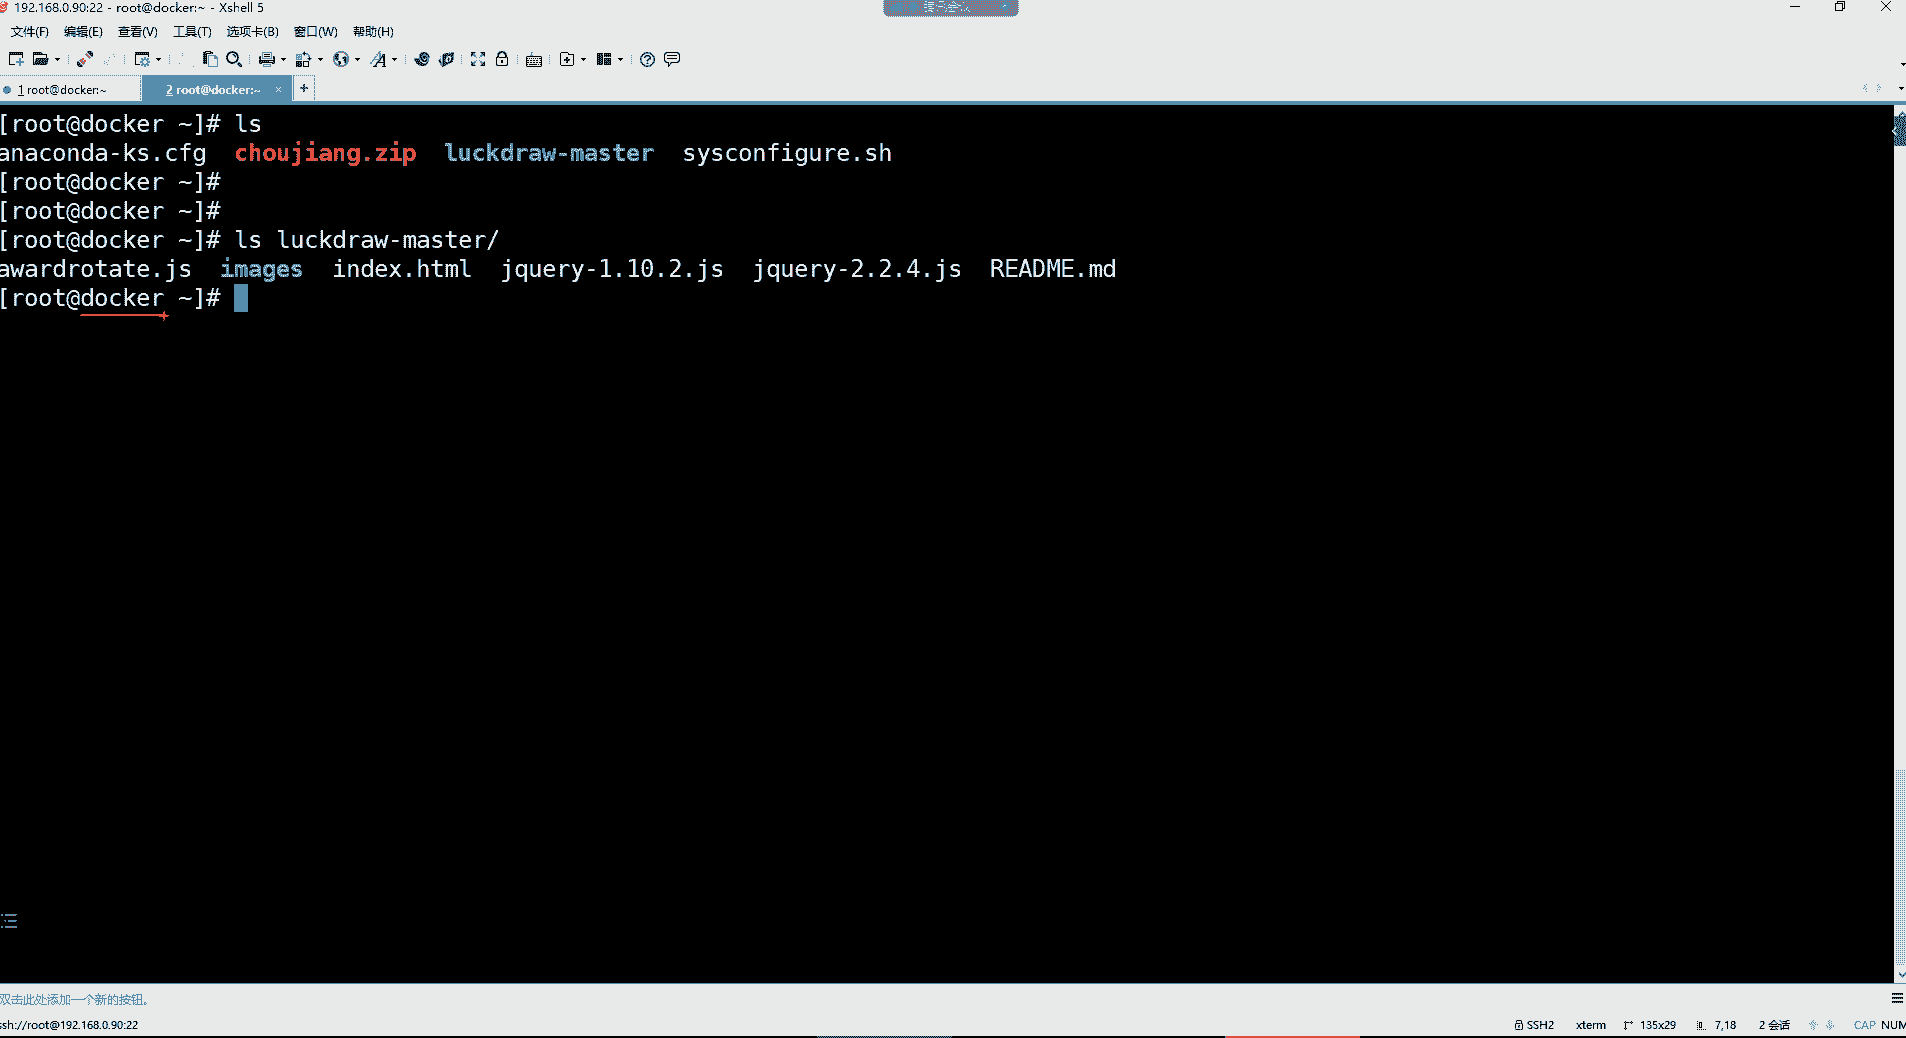 192.168.0.90:22 - root@docker:~ - Xshell 5
文件(F) 编辑(E) 查看(V) 工具(T) 选项卡(B) 窗口(W) 帮助(H)
1 root@docker:~ 2 root@docker:~ × +
[root@docker ~]# ls
anaconda-ks.cfg choujiang.zip luckdraw-master sysconfigure.sh
[root@docker ~]#
[root@docker ~]#
[root@docker ~]# ls luckdraw-master/
awardrotate.js images index.html jquery-1.10.2.js jquery-2.2.4.js README.md
[root@docker ~]#
双击此处添加一个新的按钮。
ssh://root@192.168.0.90:22 SSH2 xterm 135x29 7,18 2 会话 CAP NUM